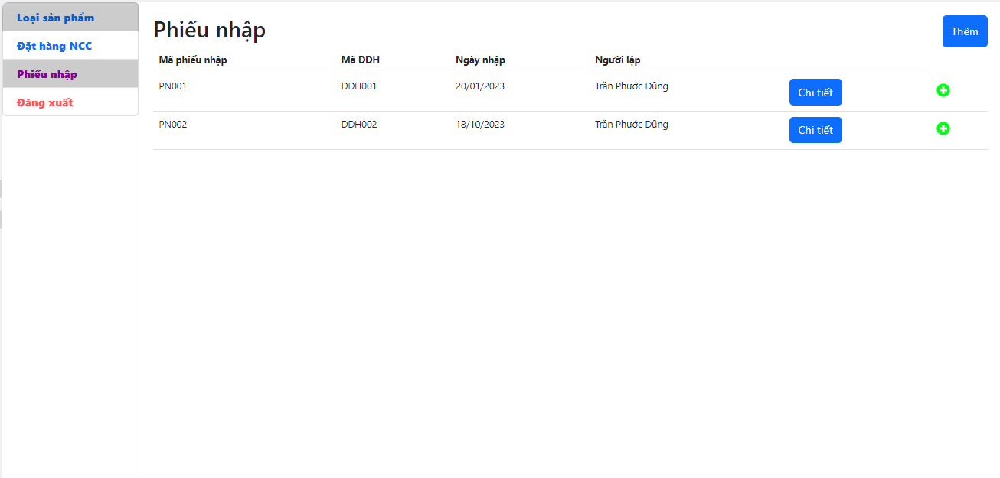 Loại sản phẩm
Đặt hàng NCC
Phiếu nhập
Đăng xuất
Phiếu nhập
Thêm
Mã phiếu nhập Mã DDH Ngày nhập Người lập
PN001 DDH001 20/01/2023 Trần Phước Dũng Chi tiết
PN002 DDH002 18/10/2023 Trần Phước Dũng Chi tiết